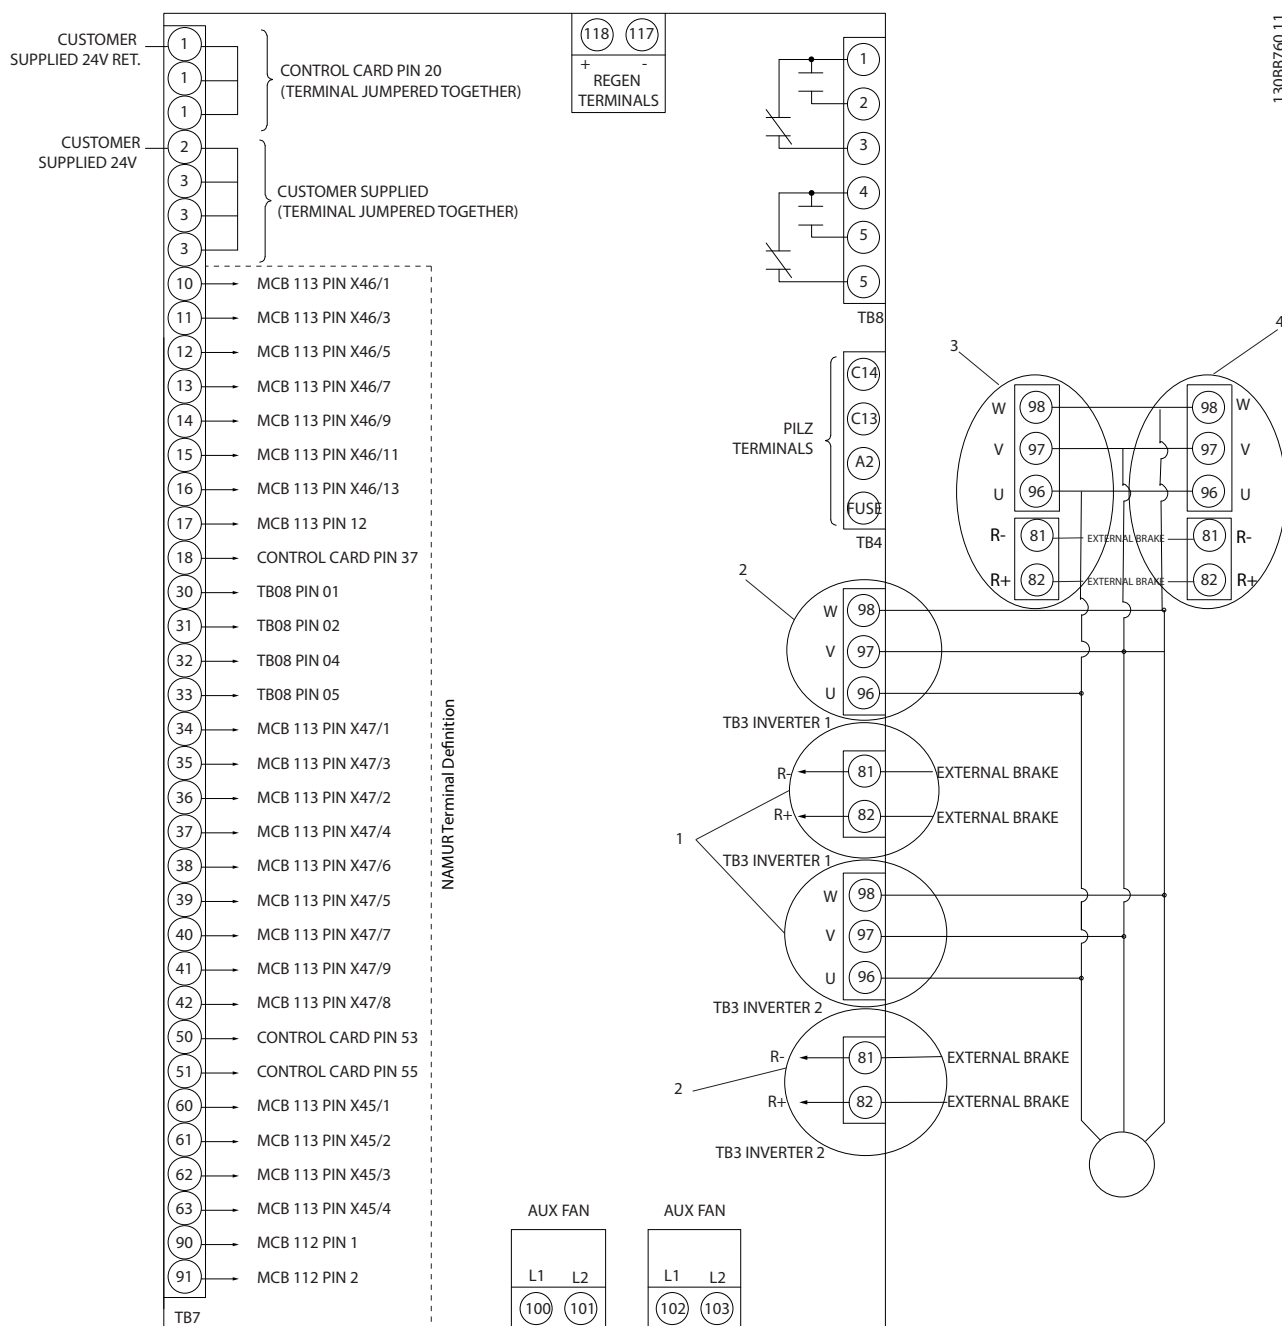 CUSTOMER
SUPPLIED 24V RET.
1
1
1
CONTROL CARD PIN 20
(TERMINAL JUMPERED TOGETHER)
CUSTOMER
SUPPLIED 24V
2
3
3
3
CUSTOMER SUPPLIED
(TERMINAL JUMPERED TOGETHER)
10 MCB 113 PIN X46/1
11 MCB 113 PIN X46/3
12 MCB 113 PIN X46/5
13 MCB 113 PIN X46/7
14 MCB 113 PIN X46/9
15 MCB 113 PIN X46/11
16 MCB 113 PIN X46/13
17 MCB 113 PIN 12
18 CONTROL CARD PIN 37
30 TB08 PIN 01
31 TB08 PIN 02
32 TB08 PIN 04
33 TB08 PIN 05
34 MCB 113 PIN X47/1
35 MCB 113 PIN X47/3
36 MCB 113 PIN X47/2
37 MCB 113 PIN X47/4
38 MCB 113 PIN X47/6
39 MCB 113 PIN X47/5
40 MCB 113 PIN X47/7
41 MCB 113 PIN X47/9
42 MCB 113 PIN X47/8
50 CONTROL CARD PIN 53
51 CONTROL CARD PIN 55
60 MCB 113 PIN X45/1
61 MCB 113 PIN X45/2
62 MCB 113 PIN X45/3
63 MCB 113 PIN X45/4
90 MCB 112 PIN 1
91 MCB 112 PIN 2
TB7
NAMUR Terminal Definition
118 117
+ -
REGEN
TERMINALS
1
2
3
4
5
5
TB8
PILZ
TERMINALS
C14
C13
A2
FUSE
TB4
2
W 98
V 97
U 96
TB3 INVERTER 1
R- 81 EXTERNAL BRAKE
R+ 82 EXTERNAL BRAKE
1
TB3 INVERTER 1
W 98
V 97
U 96
TB3 INVERTER 2
R- 81 EXTERNAL BRAKE
2
R+ 82 EXTERNAL BRAKE
TB3 INVERTER 2
AUX FAN
L1 L2
100 101
AUX FAN
L1 L2
102 103
130BB760.11
3
4
W 98 98 W
V 97 97 V
U 96 96 U
R- 81 EXTERNAL BRAKE 81 R-
R+ 82 EXTERNAL BRAKE 82 R+